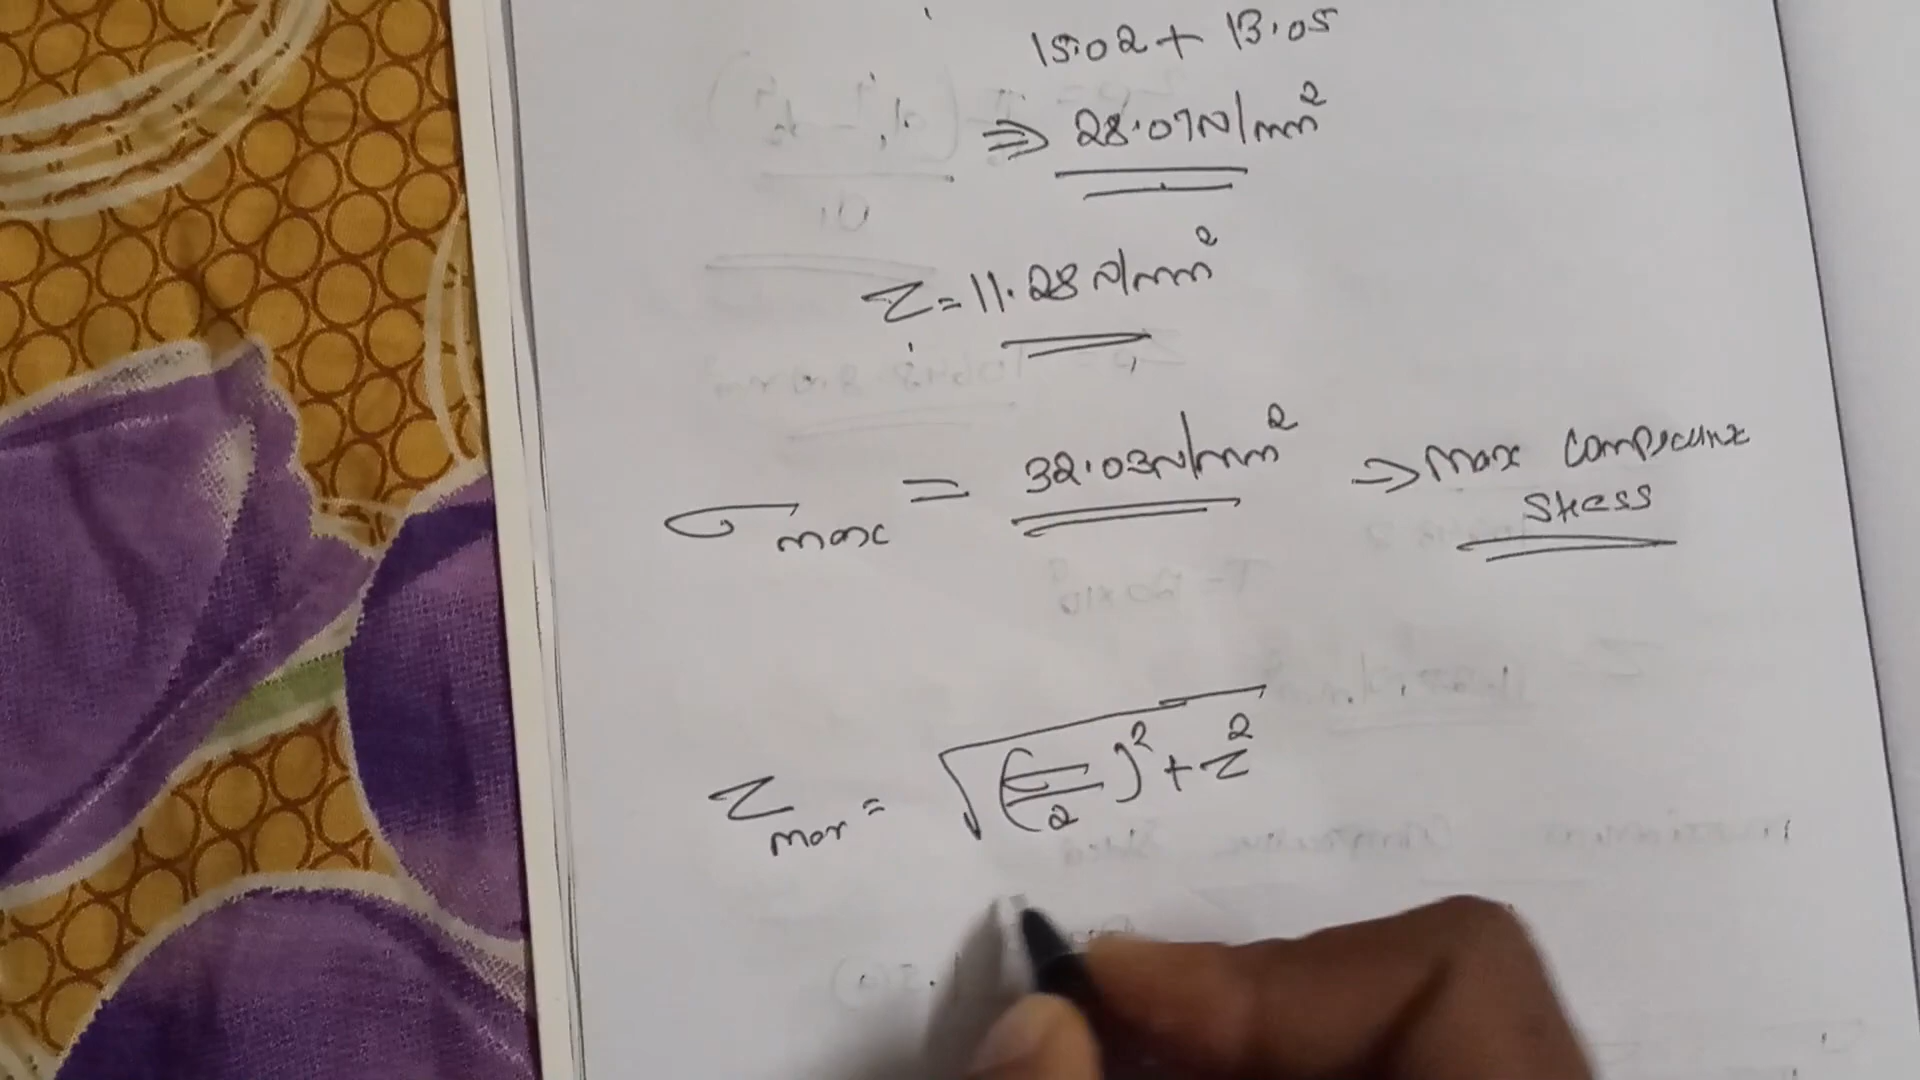 15.02 + 13.05
⇒ 28.07N/mm²
τ = 11.28 N/mm²
σmax = 32.03N/mm² ⇒ max compressive
stress
τmax = √(σ/2)² + τ²